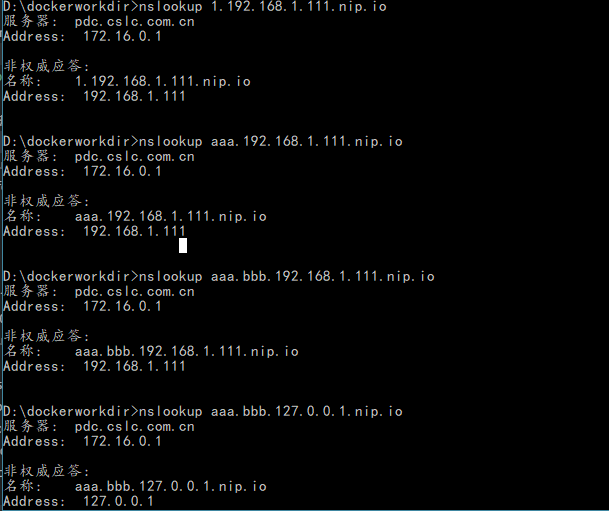 D:\dockerworkdir>nslookup 1.192.168.1.111.nip.io
服务器:  pdc.cslc.com.cn
Address:  172.16.0.1
非权威应答:
名称:    1.192.168.1.111.nip.io
Address:  192.168.1.111
D:\dockerworkdir>nslookup aaa.192.168.1.111.nip.io
服务器:  pdc.cslc.com.cn
Address:  172.16.0.1
非权威应答:
名称:    aaa.192.168.1.111.nip.io
Address:  192.168.1.111
D:\dockerworkdir>nslookup aaa.bbb.192.168.1.111.nip.io
服务器:  pdc.cslc.com.cn
Address:  172.16.0.1
非权威应答:
名称:    aaa.bbb.192.168.1.111.nip.io
Address:  192.168.1.111
D:\dockerworkdir>nslookup aaa.bbb.127.0.0.1.nip.io
服务器:  pdc.cslc.com.cn
Address:  172.16.0.1
非权威应答:
名称:    aaa.bbb.127.0.0.1.nip.io
Address:  127.0.0.1